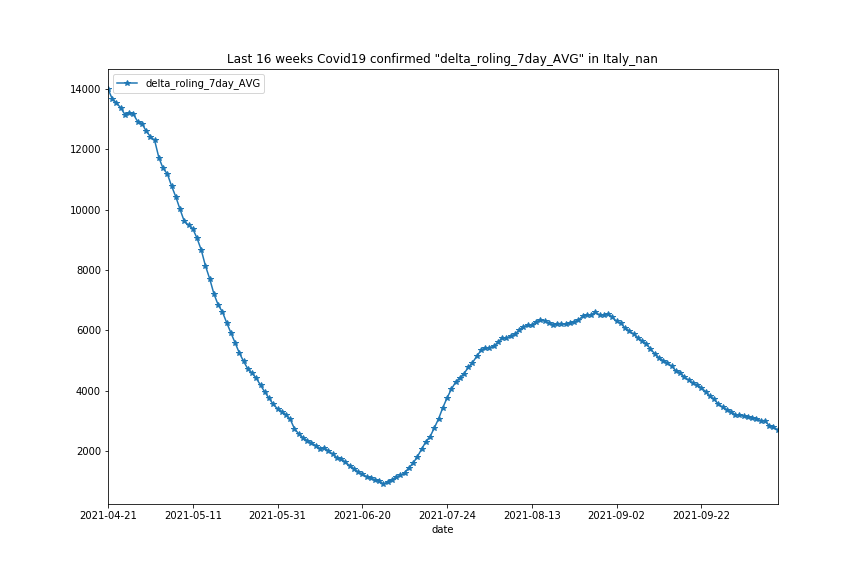 Last 16 weeks Covid19 confirmed "delta_roling_7day_AVG" in Italy_nan
delta_roling_7day_AVG
14000
12000
10000
8000
6000
4000
2000
2021-04-21 2021-05-11 2021-05-31 2021-06-20 2021-07-24 2021-08-13 2021-09-02 2021-09-22
date